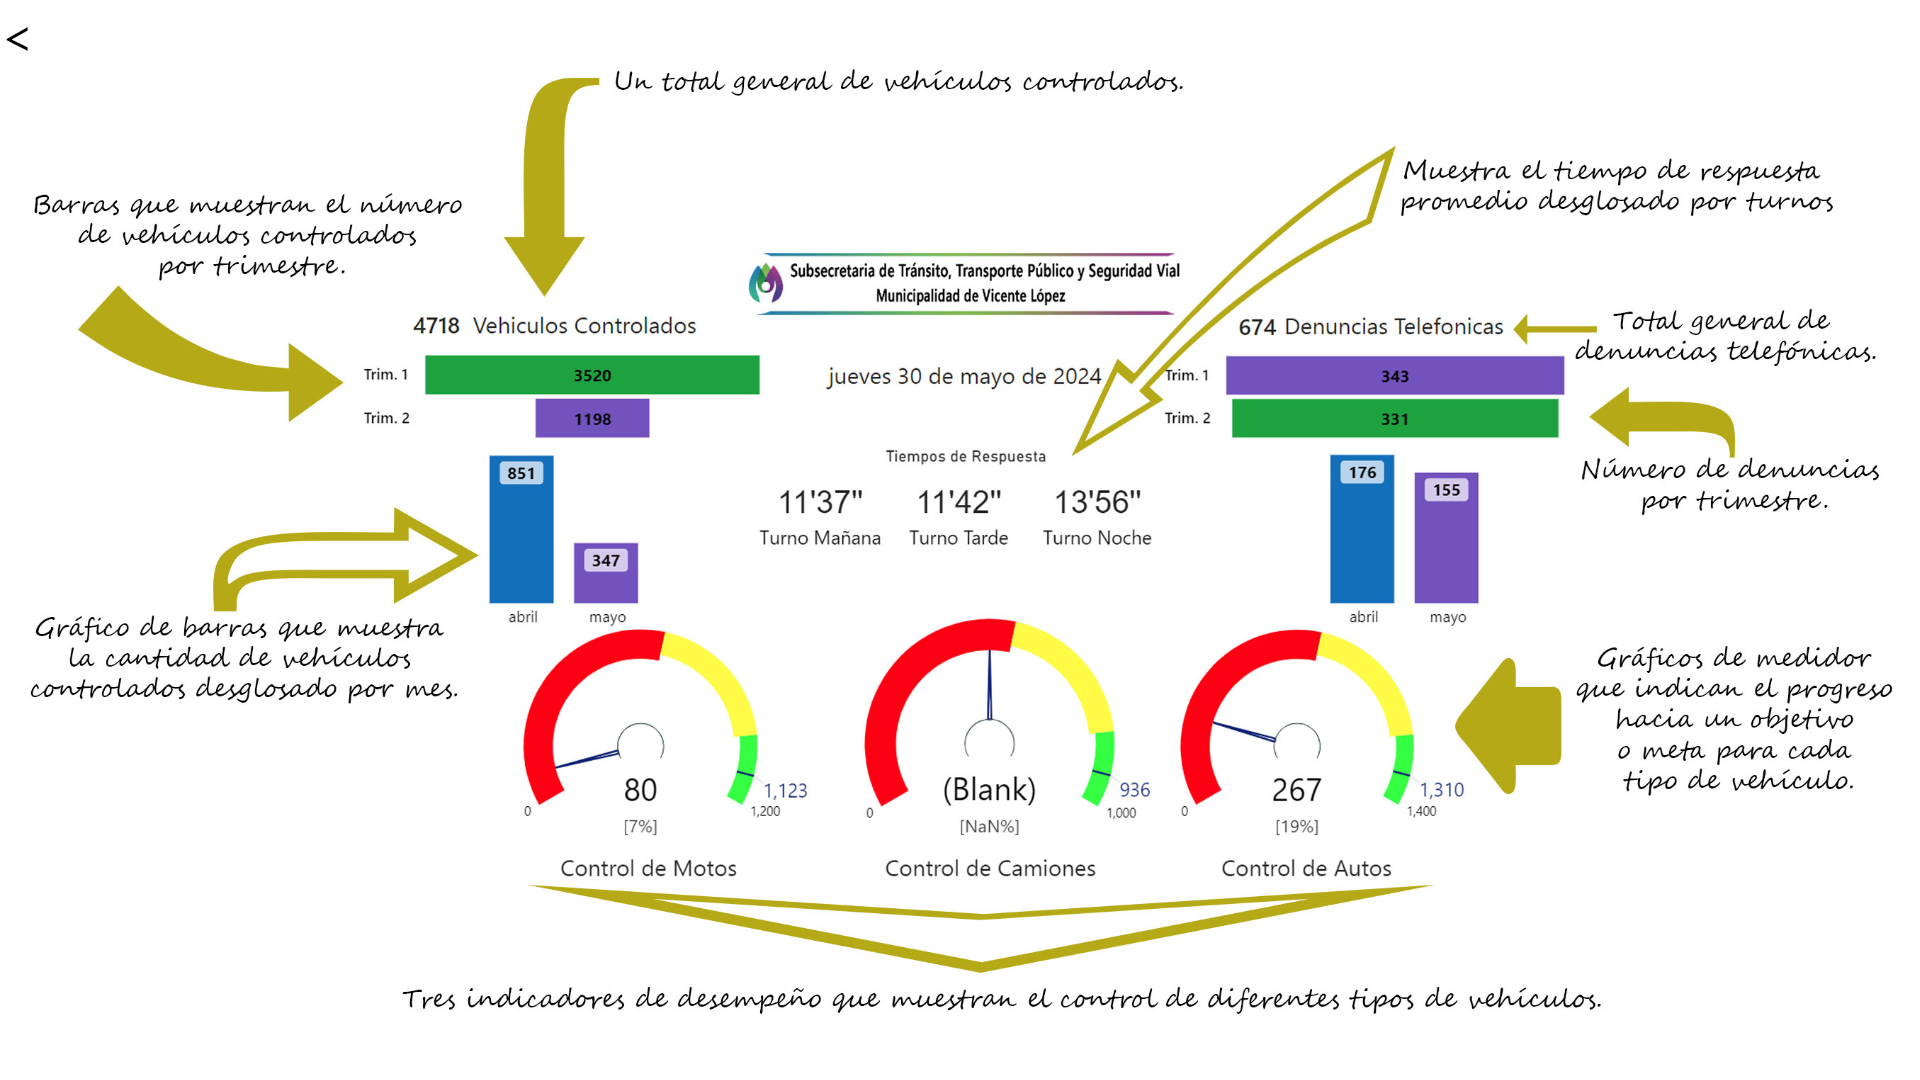 <
Un total general de vehículos controlados.
Barras que muestran el número
de vehículos controlados
por trimestre.
Muestra el tiempo de respuesta
promedio desglosado por turnos
Subsecretaria de Tránsito, Transporte Público y Seguridad Vial
Municipalidad de Vicente López
4718 Vehiculos Controlados
Trim. 1 3520
Trim. 2 1198
851
347
abril mayo
jueves 30 de mayo de 2024
Tiempos de Respuesta
11'37" 11'42" 13'56"
Turno Mañana Turno Tarde Turno Noche
674 Denuncias Telefonicas
Trim. 1 343
Trim. 2 331
176
155
abril mayo
Total general de
denuncias telefónicas.
Número de denuncias
por trimestre.
Gráfico de barras que muestra
la cantidad de vehículos
controlados desglosado por mes.
Gráficos de medidor
que indican el progreso
hacia un objetivo
o meta para cada
tipo de vehículo.
80 1,123
0 1,200
[7%]
Control de Motos
(Blank) 936
0 1,000
[NaN%]
Control de Camiones
267 1,310
0 1,400
[19%]
Control de Autos
Tres indicadores de desempeño que muestran el control de diferentes tipos de vehículos.